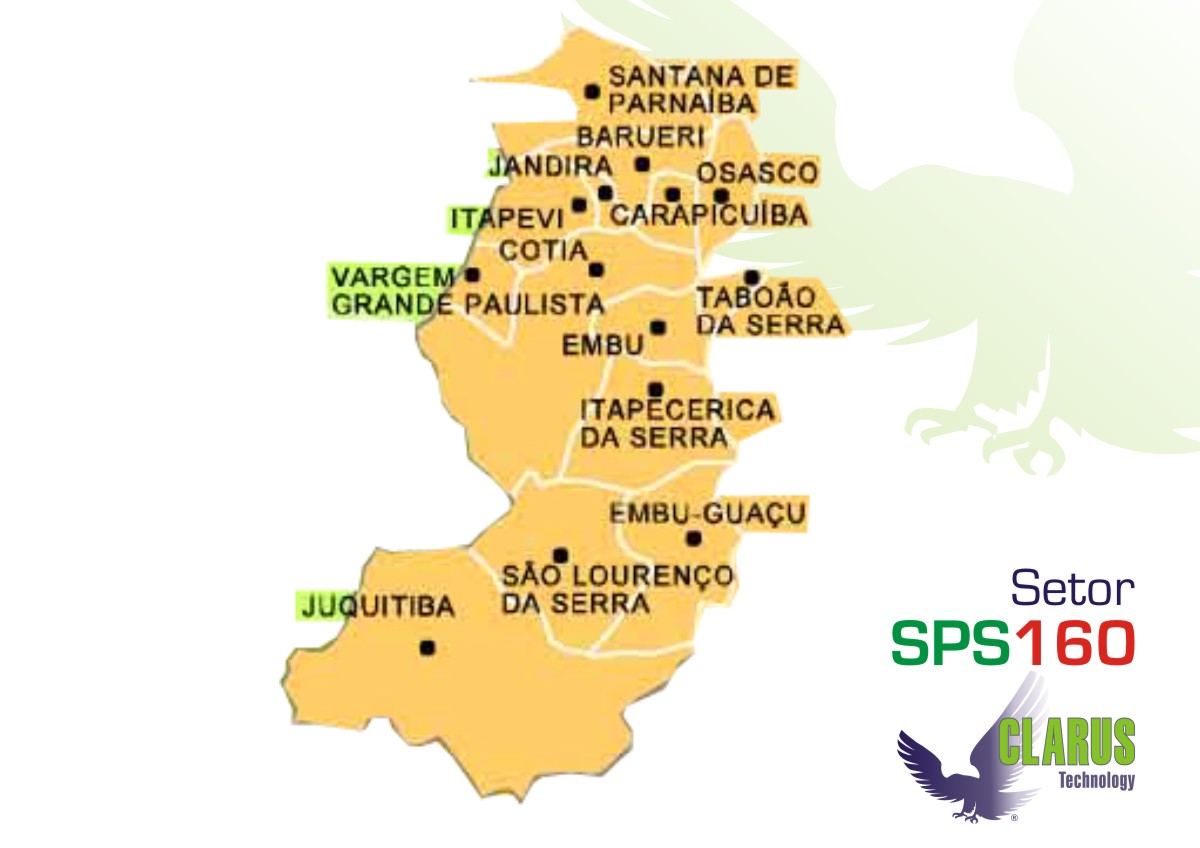 SANTANA DE
PARNAÍBA
BARUERI
JANDIRA
OSASCO
ITAPEVI
CARAPICUÍBA
COTIA
VARGEM
GRANDE PAULISTA
TABOÃO
DA SERRA
EMBU
ITAPECERICA
DA SERRA
EMBU-GUAÇU
SÃO LOURENÇO
DA SERRA
JUQUITIBA
Setor
SPS160
CLARUS
Technology
®